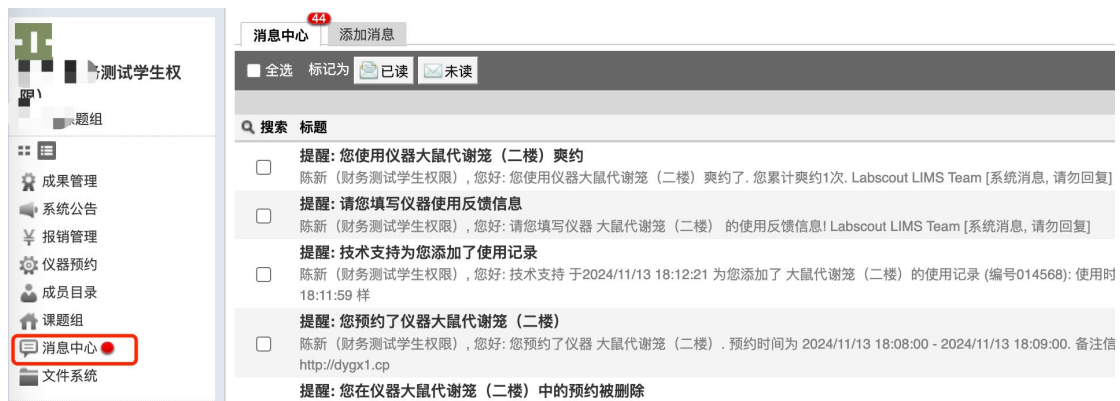 测试学生权
课题组
成果管理
系统公告
报销管理
仪器预约
成员目录
课题组
消息中心
文件系统
消息中心
44
添加消息
全选 标记为 已读 未读
搜索 标题
提醒: 您使用仪器大鼠代谢笼（二楼）爽约
陈新（财务测试学生权限）, 您好: 您使用仪器大鼠代谢笼（二楼）爽约了. 您累计爽约1次. Labscout LIMS Team [系统消息, 请勿回复]
提醒: 请您填写仪器使用反馈信息
陈新（财务测试学生权限）, 您好: 请您填写仪器 大鼠代谢笼（二楼） 的使用反馈信息! Labscout LIMS Team [系统消息, 请勿回复]
提醒: 技术支持为您添加了使用记录
陈新（财务测试学生权限）, 您好: 技术支持 于2024/11/13 18:12:21 为您添加了 大鼠代谢笼（二楼）的使用记录 (编号014568): 使用时
18:11:59 样
提醒: 您预约了仪器大鼠代谢笼（二楼）
陈新（财务测试学生权限）, 您好: 您预约了仪器 大鼠代谢笼（二楼）. 预约时间为 2024/11/13 18:08:00 - 2024/11/13 18:09:00. 备注信
http://dygx1.cp
提醒: 您在仪器大鼠代谢笼（二楼）中的预约被删除